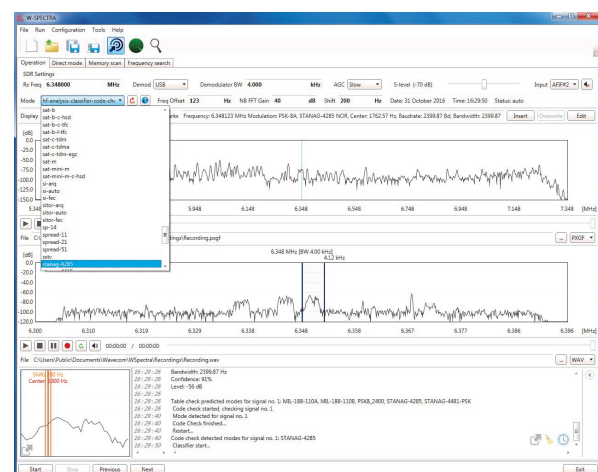 W-SPECTRA
File Run Configuration Tools Help
Operation Direct mode Memory scan Frequency search
SDR Settings
Rx Freq 6.348000 MHz Demod USB Demodulator BW 4.000 kHz AGC Slow S-level (-70 dB) Input AFIF#2
Mode hf-analysis-classifier-code-ch Freq Offset 123 Hz NB FFT Gain 40 dB Shift 200 Hz Date: 31 October 2016 Time: 16:29:50 Status: auto
Display Frequency: 6.348123 MHz Modulation: PSK-8A, STANAG-4285 NOR, Center: 1762.57 Hz, Baudrate: 2399.87 Bd, Bandwidth: 2399.87 Insert Overwrite Edit
sat-b
sat-b-c-hsd
sat-b-c-tfc
sat-b-l-tfc
sat-c-tdm
sat-c-tdma
sat-c-tdm-egc
sat-m
sat-mini-m
sat-mini-m-c-hsd
si-arq
si-auto
si-fec
sitor-arq
sitor-auto
sitor-fec
sp-14
spread-11
spread-21
spread-51
sstv
stanag-4285
[dB]
0.0
-25.0
-50.0
-75.0
-100.0
-125.0
-150.0
5.948 6.148 6.348 6.548 6.748 6.948 7.148 7.348 [MHz]
File dings\Recording.pxgf PXGF
6.348 MHz [BW 4.00 kHz]
4.12 kHz
[dB]
0.0
-20.0
-40.0
-60.0
-80.0
-100.0
-120.0
6.300 6.310 6.319 6.329 6.338 6.348 6.358 6.367 6.377 6.386 6.396 [MHz]
00:00:00 / 00:00:00
File C:\Users\Public\Documents\Wavecom\WSpectra\Recordings\Recording.wav WAV
Center: 1000 Hz
16:29:26 Bandwidth: 2399.87 Hz
16:29:26 Confidence: 91%
16:29:26 Level: -56 dB
16:29:26
16:29:26 Table check predicted modes for signal no. 1: MIL-188-110A, MIL-188-110B, PSK8_2400, STANAG-4285, STANAG-4481-PSK
16:29:26 Code check started, checking signal no. 1
16:29:40 Mode detected for signal no. 1
16:29:40 Code Check finished...
16:29:40 Restart...
16:29:40 Code check detected modes for signal no. 1: STANAG-4285
16:29:50 Classifier start...
Start Stop Previous Next Exit